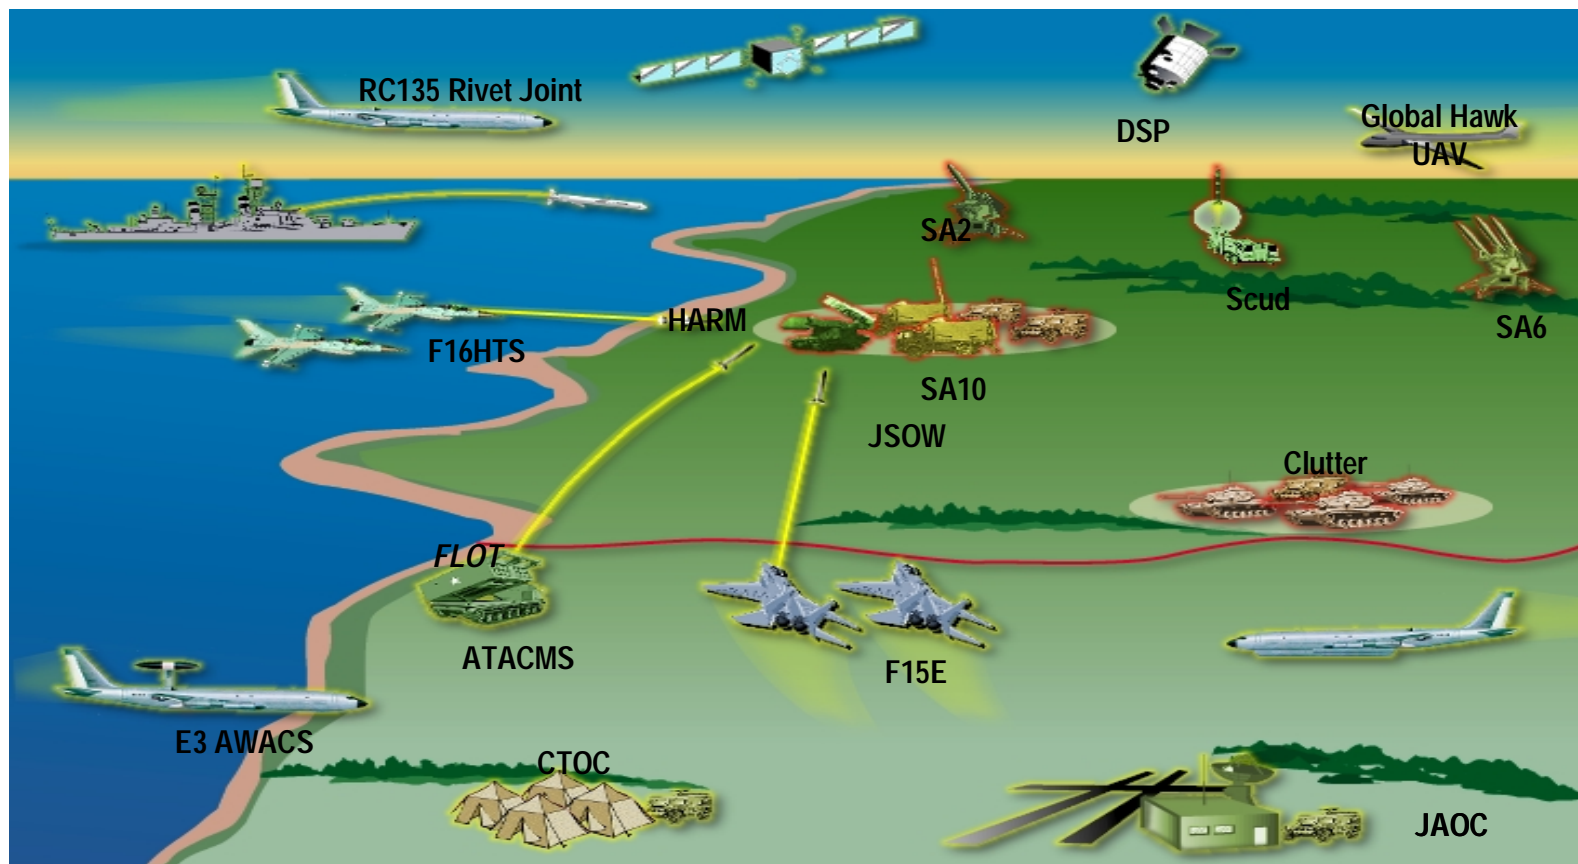 RC135 Rivet Joint
DSP
Global Hawk
UAV
SA2
Scud
SA6
HARM
F16HTS
SA10
JSOW
Clutter
FLOT
ATACMS
F15E
E3 AWACS
CTOC
JAOC